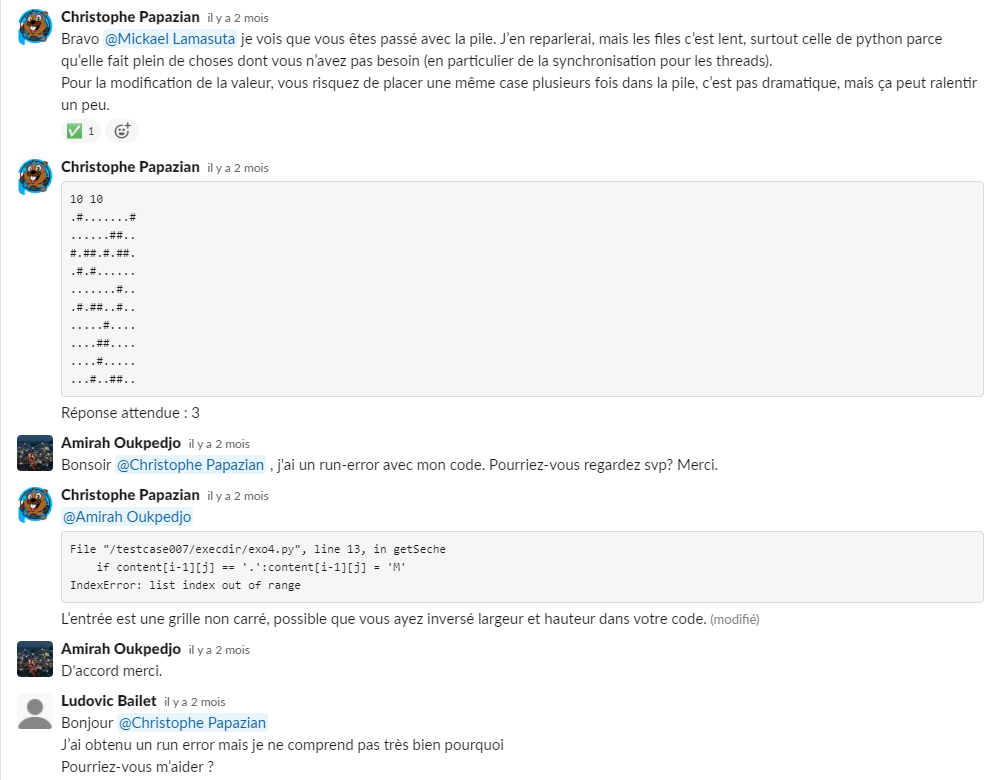 Christophe Papazian il y a 2 mois
Bravo @Mickael Lamasuta je vois que vous êtes passé avec la pile. J’en reparlerai, mais les files c’est lent, surtout celle de python parce
qu’elle fait plein de choses dont vous n’avez pas besoin (en particulier de la synchronisation pour les threads).
Pour la modification de la valeur, vous risquez de placer une même case plusieurs fois dans la pile, c’est pas dramatique, mais ça peut ralentir
un peu.
1
Christophe Papazian il y a 2 mois
10 10
.#.......#
......##..
#.##.#.##.
.#.#......
.......#..
.#.##..#..
.....#....
....##....
....#.....
...#..##..
Réponse attendue : 3
Amirah Oukpedjo il y a 2 mois
Bonsoir @Christophe Papazian , j'ai un run-error avec mon code. Pourriez-vous regardez svp? Merci.
Christophe Papazian il y a 2 mois
@Amirah Oukpedjo
File "/testcase007/execdir/exo4.py", line 13, in getSeche
    if content[i-1][j] == '.':content[i-1][j] = 'M'
IndexError: list index out of range
L’entrée est une grille non carré, possible que vous ayez inversé largeur et hauteur dans votre code. (modifié)
Amirah Oukpedjo il y a 2 mois
D'accord merci.
Ludovic Bailet il y a 2 mois
Bonjour @Christophe Papazian
J’ai obtenu un run error mais je ne comprend pas très bien pourquoi
Pourriez-vous m’aider ?